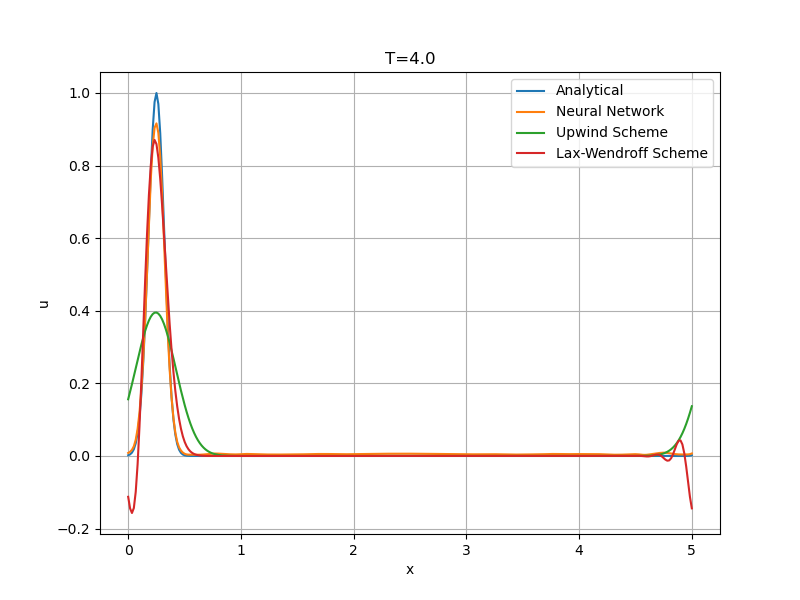 T=4.0
Analytical
Neural Network
Upwind Scheme
Lax-Wendroff Scheme
1.0
0.8
0.6
0.4
0.2
0.0
−0.2
u
0 1 2 3 4 5
x